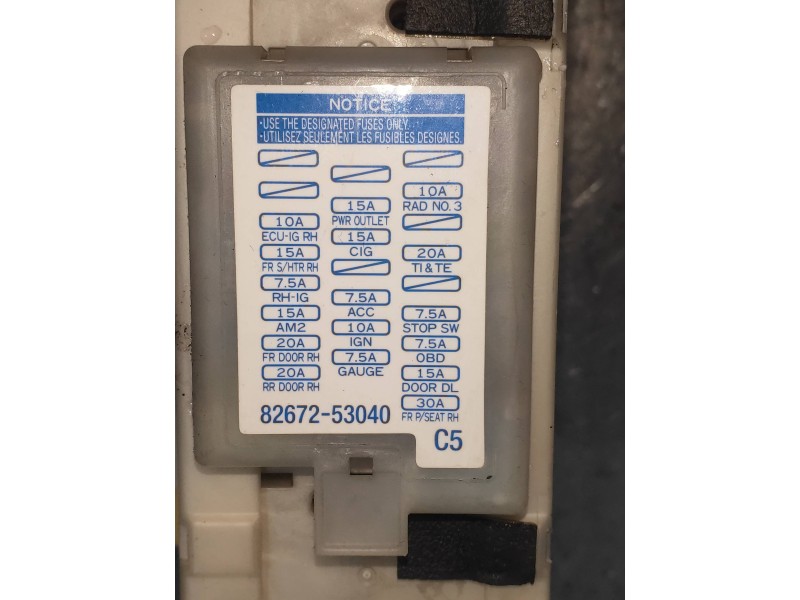 NOTICE
·USE THE DESIGNATED FUSES ONLY.
·UTILISEZ SEULEMENT LES FUSIBLES DESIGNES.
10A
ECU-IG RH
15A
FR S/HTR RH
7.5A
RH-IG
15A
AM2
20A
FR DOOR RH
20A
RR DOOR RH
15A
PWR OUTLET
15A
CIG
7.5A
ACC
10A
IGN
7.5A
GAUGE
10A
RAD NO.3
20A
TI&TE
7.5A
STOP SW
7.5A
OBD
15A
DOOR DL
30A
FR P/SEAT RH
82672-53040
C5